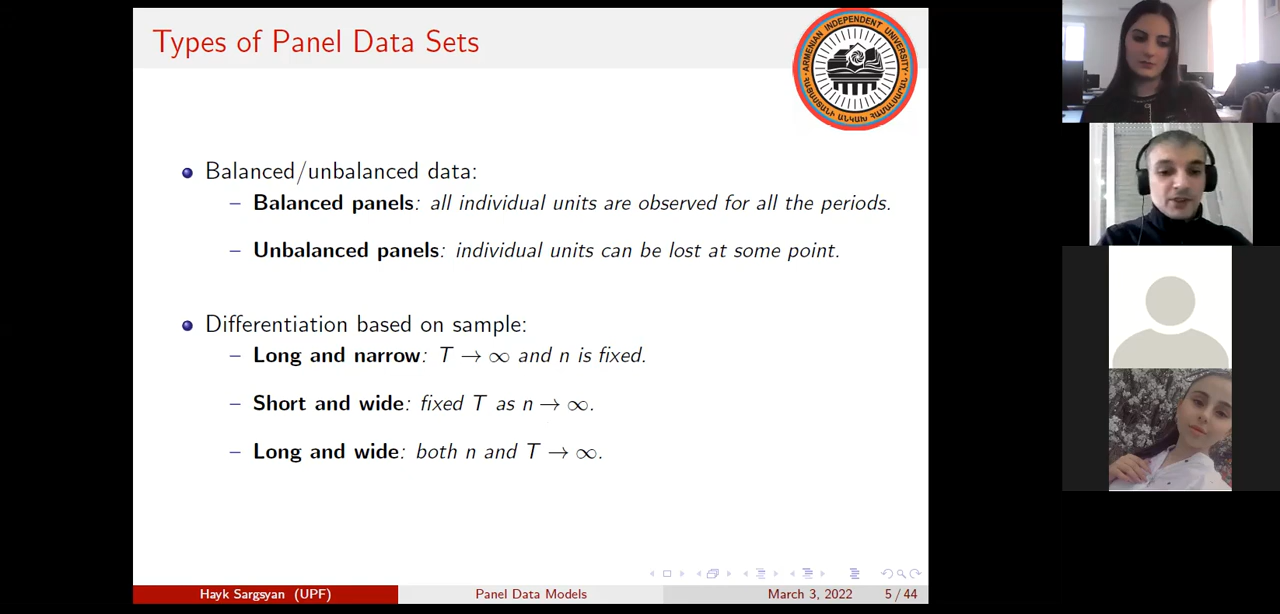 Types of Panel Data Sets
ARMENIAN INDEPENDENT UNIVERSITY
ՀԱՅԱՍՏԱՆԻ ԱՆԿԱԽ ՀԱՄԱԼՍԱՐԱՆ
Balanced/unbalanced data:
– Balanced panels: all individual units are observed for all the periods.
– Unbalanced panels: individual units can be lost at some point.
Differentiation based on sample:
– Long and narrow: T → ∞ and n is fixed.
– Short and wide: fixed T as n → ∞.
– Long and wide: both n and T → ∞.
Hayk Sargsyan (UPF)
Panel Data Models
March 3, 2022
5 / 44